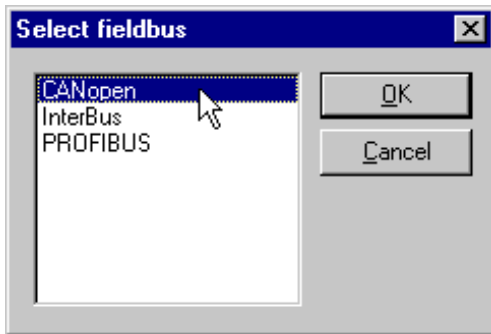 Select fieldbus
CANopen
InterBus
PROFIBUS
OK
Cancel